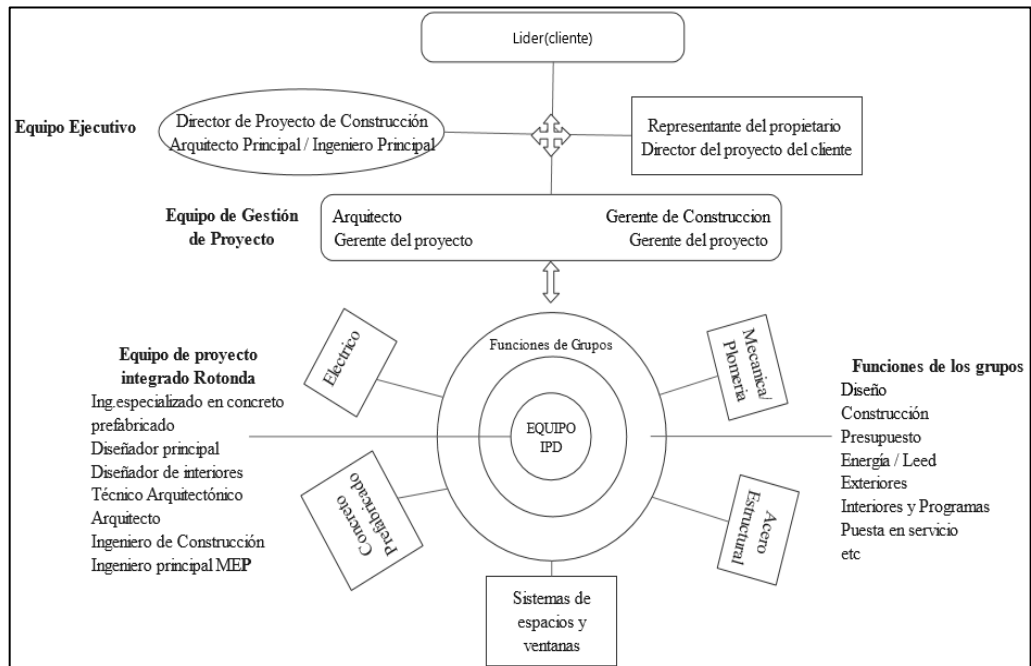 Lider(cliente)
Equipo Ejecutivo
Director de Proyecto de Construcción
Arquitecto Principal / Ingeniero Principal
Representante del propietario
Director del proyecto del cliente
Equipo de Gestión
de Proyecto
Arquitecto
Gerente del proyecto
Gerente de Construccion
Gerente del proyecto
Electrico
Funciones de Grupos
Mecanica/
Plomeria
Equipo de proyecto
integrado Rotonda
Ing.especializado en concreto
prefabricado
Diseñador principal
Diseñador de interiores
Técnico Arquitectónico
Arquitecto
Ingeniero de Construcción
Ingeniero principal MEP
EQUIPO
IPD
Funciones de los grupos
Diseño
Construcción
Presupuesto
Energía / Leed
Exteriores
Interiores y Programas
Puesta en servicio
etc
Concreto
Prefabricado
Acero
Estructural
Sistemas de
espacios y
ventanas